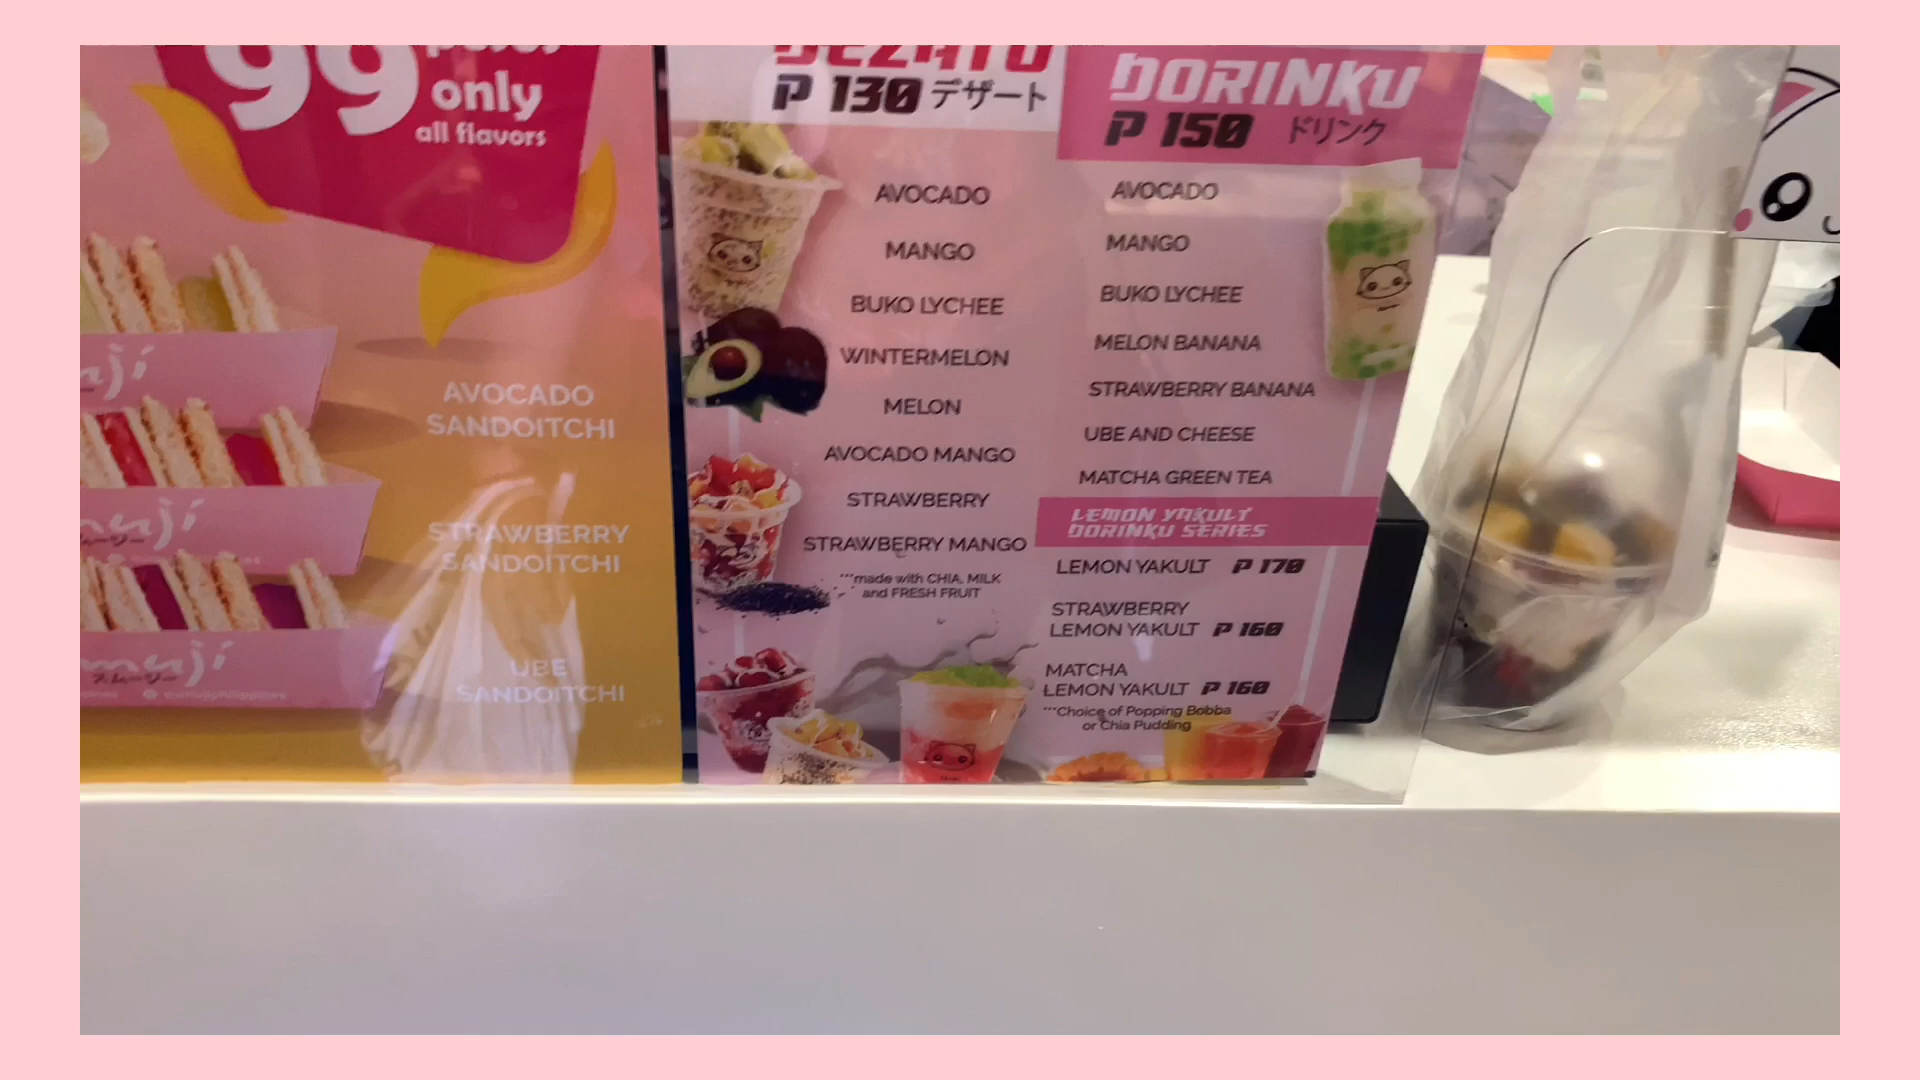 99
only
all flavors
AVOCADO
SANDOITCHI
STRAWBERRY
SANDOITCHI
UBE
SANDOITCHI
DEZATO
P 130 デザート
AVOCADO
MANGO
BUKO LYCHEE
WINTERMELON
MELON
AVOCADO MANGO
STRAWBERRY
STRAWBERRY MANGO
***made with CHIA, MILK
and FRESH FRUIT
DORINKU
P 150 ドリンク
AVOCADO
MANGO
BUKO LYCHEE
MELON BANANA
STRAWBERRY BANANA
UBE AND CHEESE
MATCHA GREEN TEA
LEMON YAKULT
DORINKU SERIES
LEMON YAKULT P 170
STRAWBERRY
LEMON YAKULT P 160
MATCHA
LEMON YAKULT P 160
***Choice of Popping Bobba
or Chia Pudding